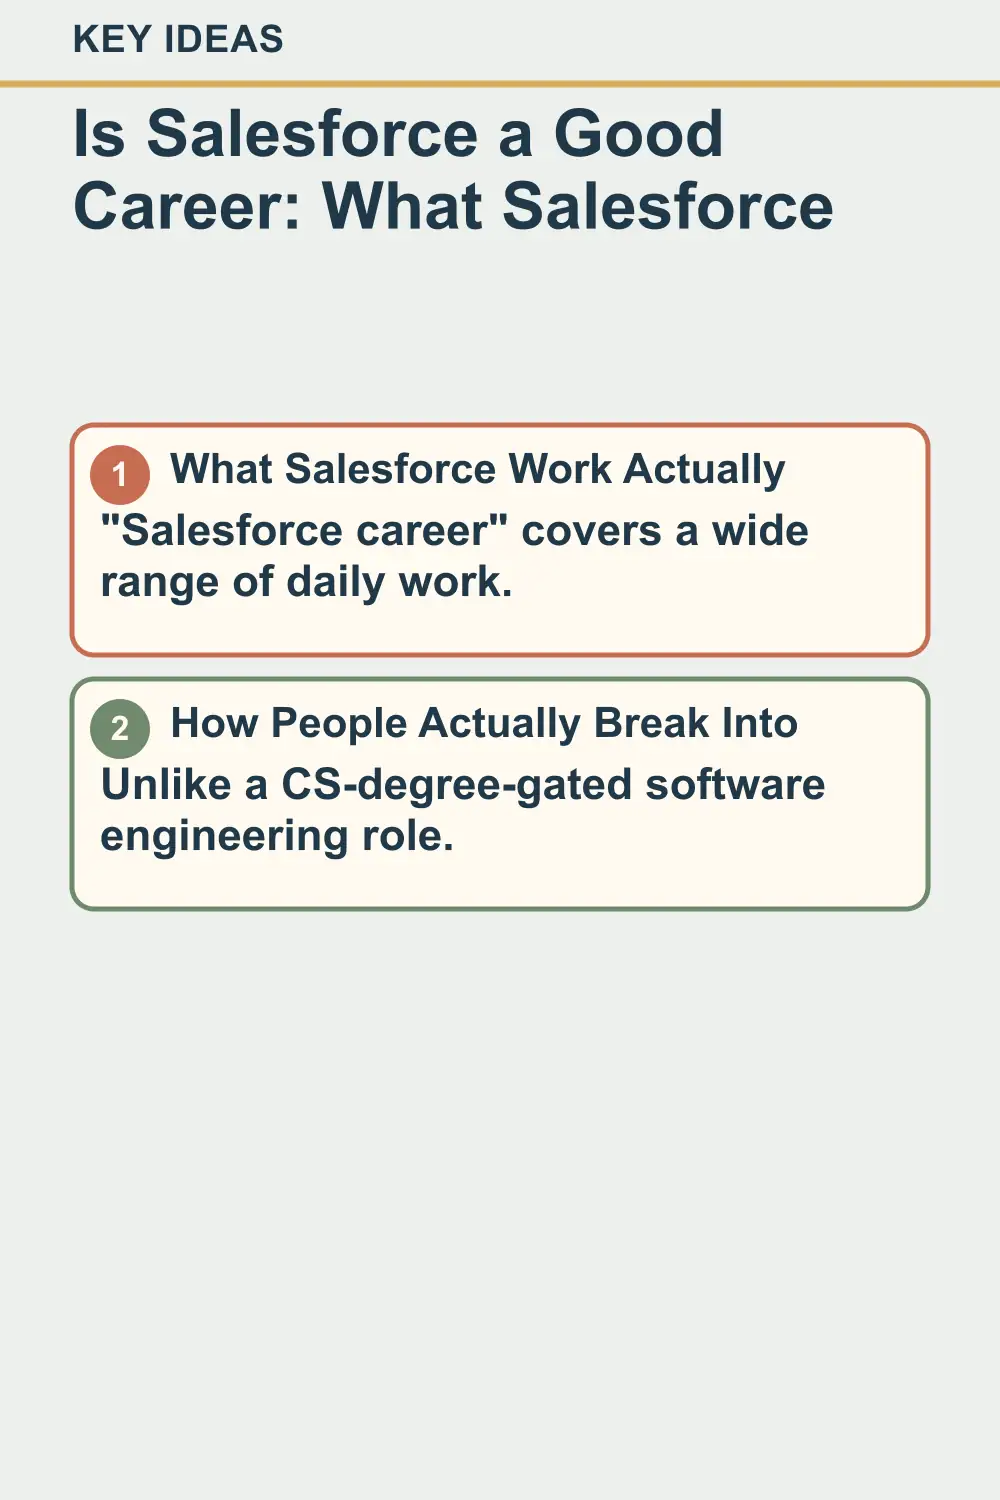 KEY IDEAS
Is Salesforce a Good
Career: What Salesforce
1 What Salesforce Work Actually
"Salesforce career" covers a wide
range of daily work.
2 How People Actually Break Into
Unlike a CS-degree-gated software
engineering role.